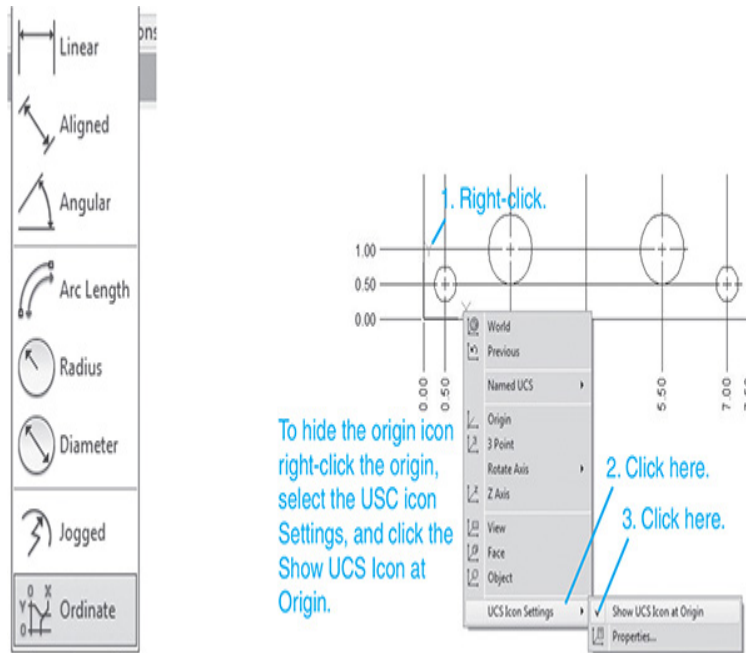 ons
Linear
Aligned
Angular
Arc Length
Radius
Diameter
Jogged
Y 0 X
0
Ordinate
1. Right-click.
1.00
0.50
0.00
0.00
0.50
5.50
7.00
World
Previous
Named UCS
Origin
3 Point
Rotate Axis
Z Axis
View
Face
Object
UCS Icon Settings
Show UCS Icon at Origin
Properties...
To hide the origin icon
right-click the origin,
select the USC icon
Settings, and click the
Show UCS Icon at
Origin.
2. Click here.
3. Click here.